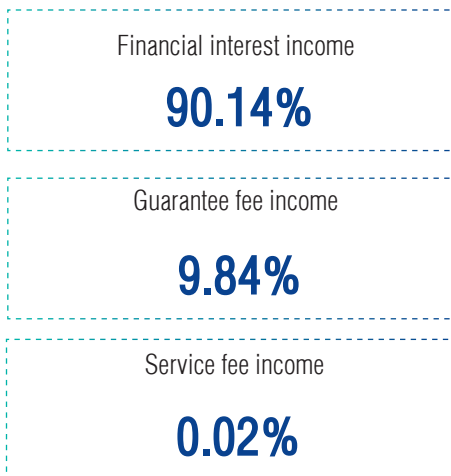 Financial interest income
90.14%
Guarantee fee income
9.84%
Service fee income
0.02%